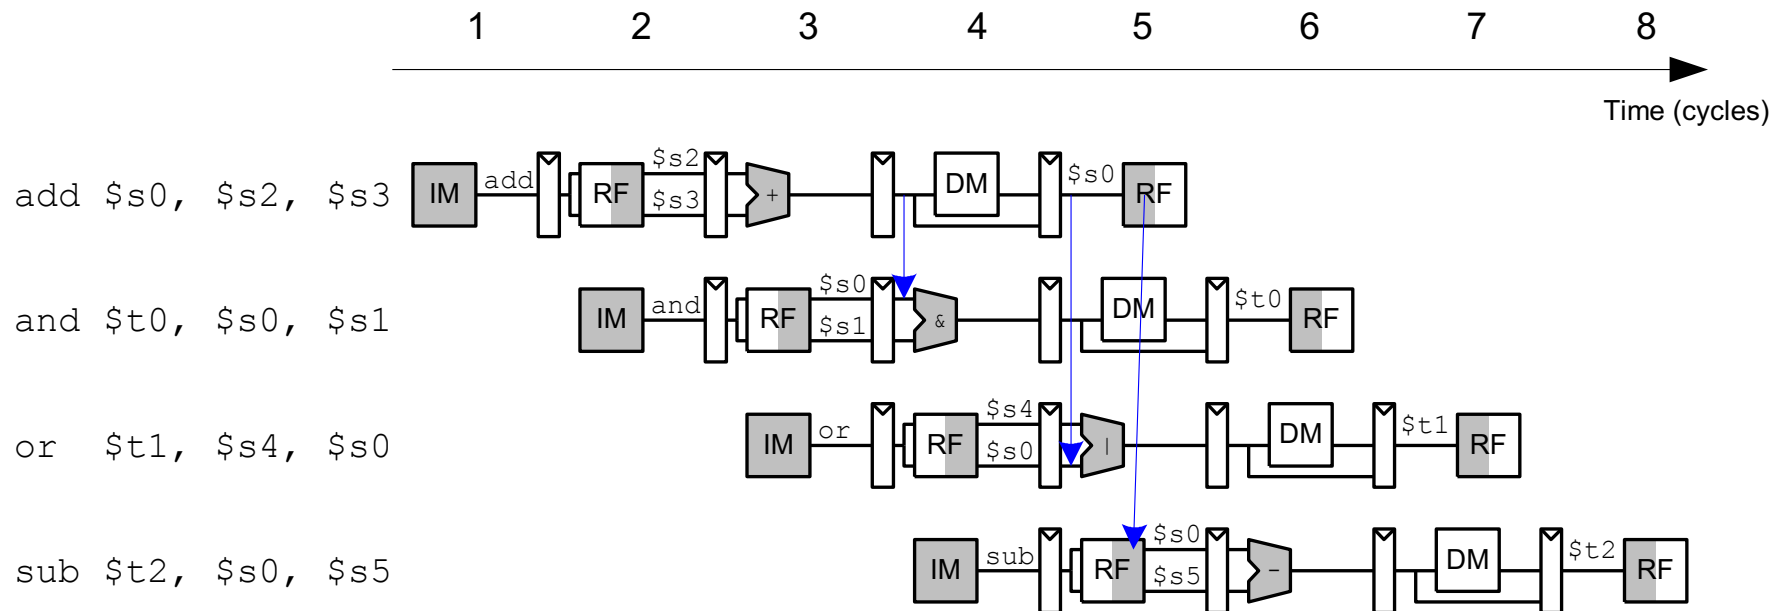 1 2 3 4 5 6 7 8
Time (cycles)
add $s0, $s2, $s3 IM add RF $s2 $s3 + DM $s0 RF
and $t0, $s0, $s1 IM and RF $s0 $s1 & DM $t0 RF
or $t1, $s4, $s0 IM or RF $s4 $s0 | DM $t1 RF
sub $t2, $s0, $s5 IM sub RF $s0 $s5 - DM $t2 RF